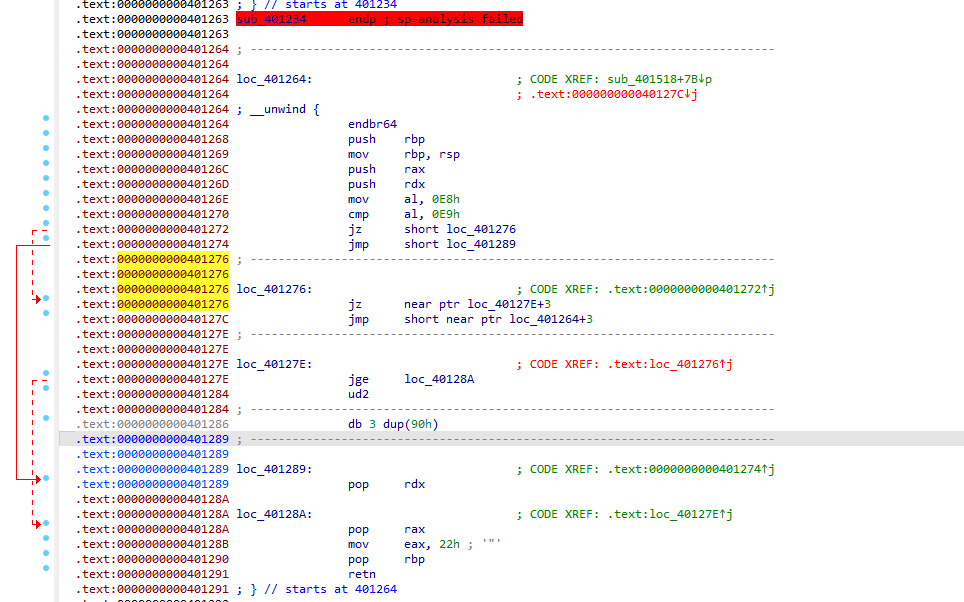 .text:0000000000401263 ; } // starts at 401234
.text:0000000000401263 sub_401234      endp ; sp-analysis failed
.text:0000000000401263
.text:0000000000401264 ; ---------------------------------------------------------------------------
.text:0000000000401264
.text:0000000000401264 loc_401264:                             ; CODE XREF: sub_401518+7B↓p
.text:0000000000401264                                         ; .text:000000000040127C↓j
.text:0000000000401264 ; __unwind {
.text:0000000000401264                 endbr64
.text:0000000000401268                 push    rbp
.text:0000000000401269                 mov     rbp, rsp
.text:000000000040126C                 push    rax
.text:000000000040126D                 push    rdx
.text:000000000040126E                 mov     al, 0E8h
.text:0000000000401270                 cmp     al, 0E9h
.text:0000000000401272                 jz      short loc_401276
.text:0000000000401274                 jmp     short loc_401289
.text:0000000000401276 ; ---------------------------------------------------------------------------
.text:0000000000401276
.text:0000000000401276 loc_401276:                             ; CODE XREF: .text:0000000000401272↑j
.text:0000000000401276                 jz      near ptr loc_40127E+3
.text:000000000040127C                 jmp     short near ptr loc_401264+3
.text:000000000040127E ; ---------------------------------------------------------------------------
.text:000000000040127E
.text:000000000040127E loc_40127E:                             ; CODE XREF: .text:loc_401276↑j
.text:000000000040127E                 jge     loc_40128A
.text:0000000000401284                 ud2
.text:0000000000401284 ; ---------------------------------------------------------------------------
.text:0000000000401286                 db 3 dup(90h)
.text:0000000000401289 ; ---------------------------------------------------------------------------
.text:0000000000401289
.text:0000000000401289 loc_401289:                             ; CODE XREF: .text:0000000000401274↑j
.text:0000000000401289                 pop     rdx
.text:000000000040128A
.text:000000000040128A loc_40128A:                             ; CODE XREF: .text:loc_40127E↑j
.text:000000000040128A                 pop     rax
.text:000000000040128B                 mov     eax, 22h ; '"'
.text:0000000000401290                 pop     rbp
.text:0000000000401291                 retn
.text:0000000000401291 ; } // starts at 401264